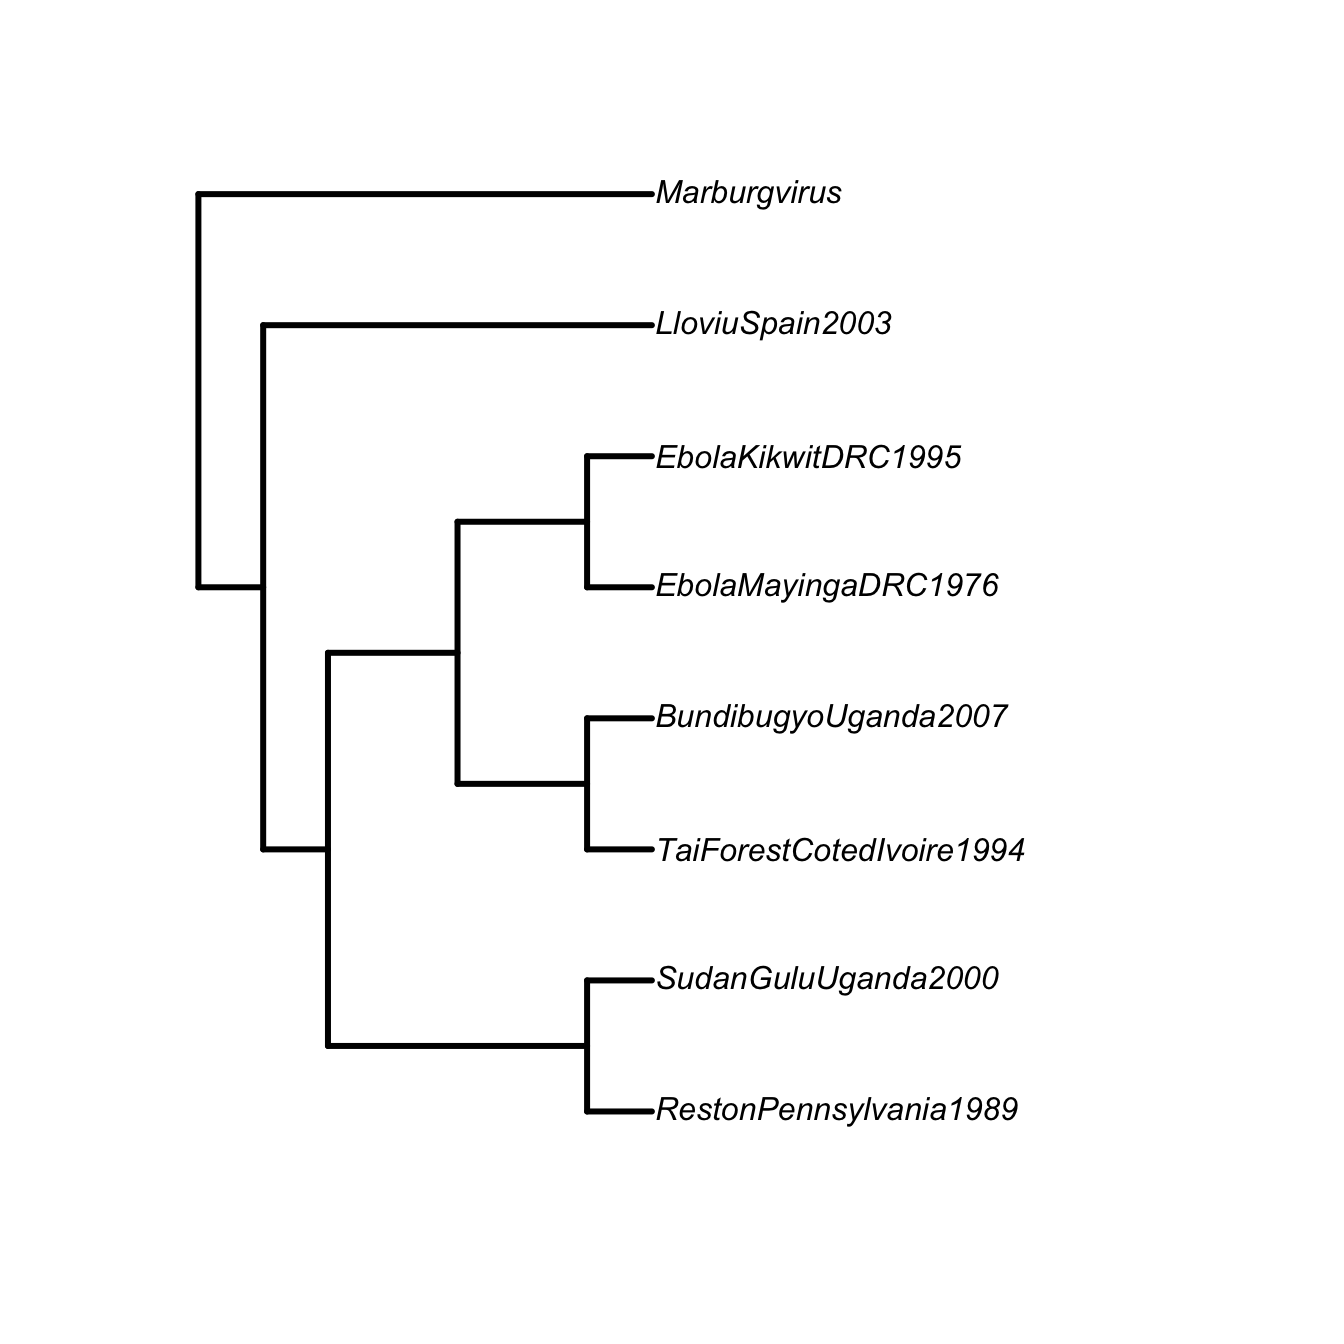 Marburgvirus
LloviuSpain2003
EbolaKikwitDRC1995
EbolaMayingaDRC1976
BundibugyoUganda2007
TaiForestCotedIvoire1994
SudanGuluUganda2000
RestonPennsylvania1989